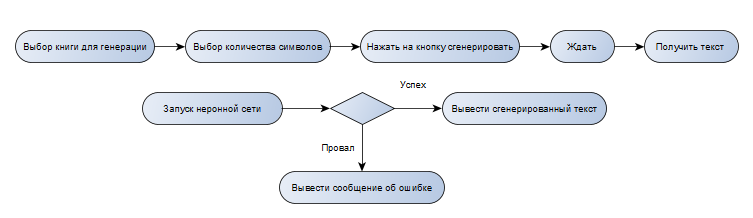 Выбор книги для генерации
Выбор количества символов
Нажать на кнопку сгенерировать
Ждать
Получить текст
Запуск неронной сети
Успех
Вывести сгенерированный текст
Провал
Вывести сообщение об ошибке